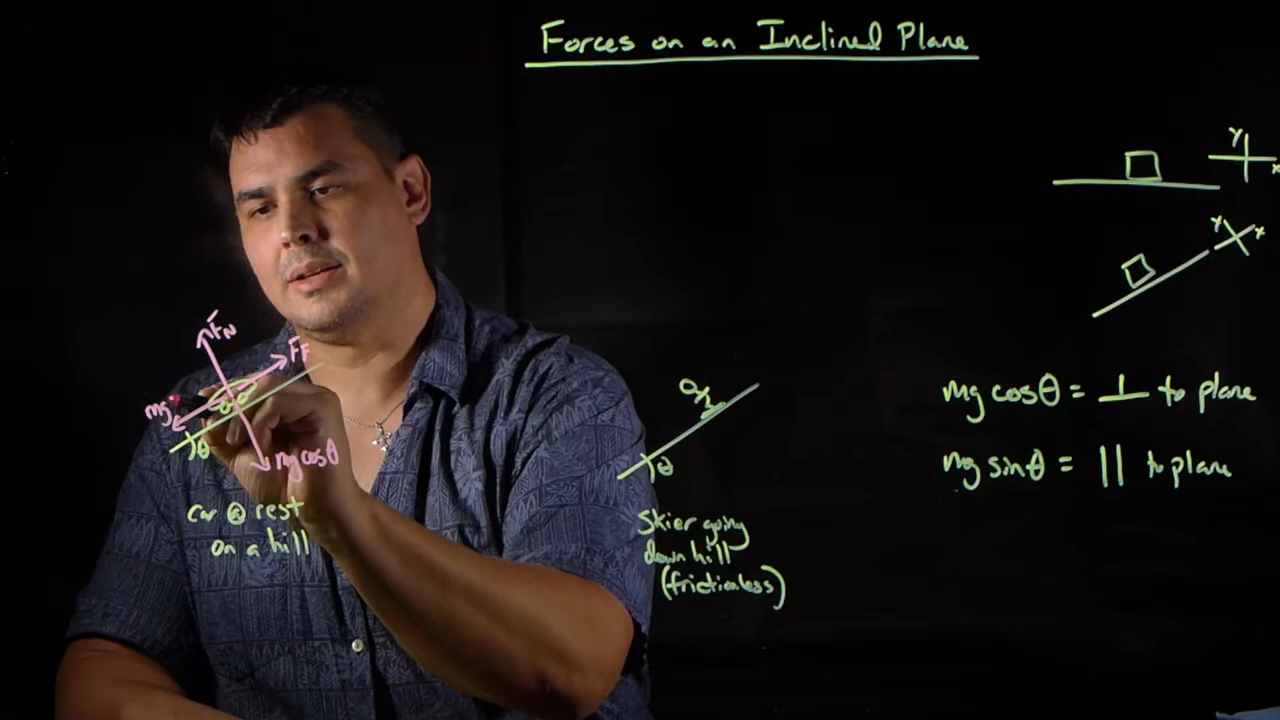 Forces on an Inclined Plane
y
x
y
x
FN
FF
mg
θ
mg cosθ
car @ rest
on a hill
θ
Skier going
down hill
(frictionless)
mg cosθ = ⊥ to plane
mg sinθ = || to plane